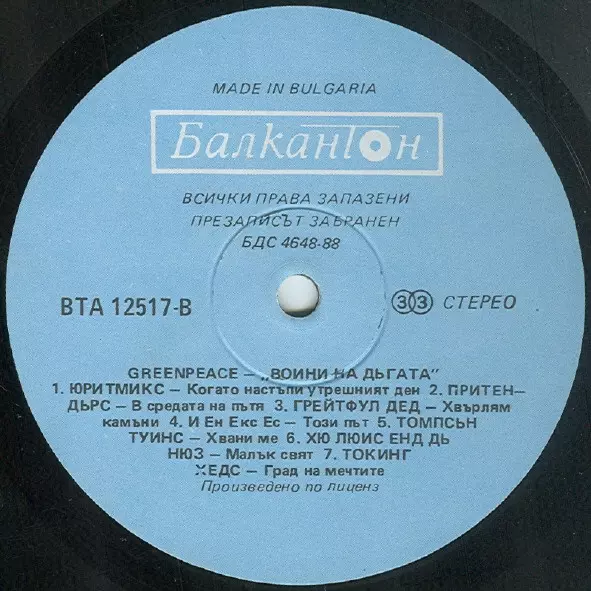 MADE IN BULGARIA
Балкантон
ВСИЧКИ ПРАВА ЗАПАЗЕНИ
ПРЕЗАПИСЪТ ЗАБРАНЕН
БДС 4648-88
ВТА 12517-В
33 СТЕРЕО
GREENPEACE – „ВОИНИ НА ДЪГАТА"
1. ЮРИТМИКС – Когато настъпи утрешният ден 2. ПРИТЕН–
ДЪРС – В средата на пътя 3. ГРЕЙТФУЛ ДЕД – Хвърлям
камъни 4. И Ен Екс Ес – Този път 5. ТОМПСЪН
ТУИНС – Хвани ме 6. ХЮ ЛЮИС ЕНД ДЬ
НЮЗ – Малък свят 7. ТОКИНГ
ХЕДС – Град на мечтите
Произведено по лиценз